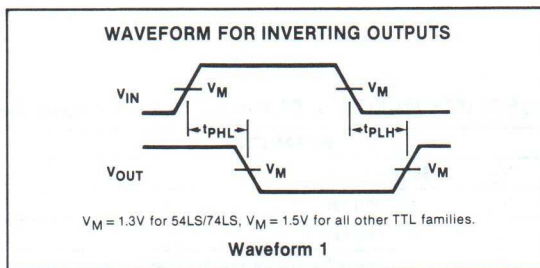 WAVEFORM FOR INVERTING OUTPUTS
VIN
VM
VM
tPHL
tPLH
VOUT
VM
VM
VM = 1.3V for 54LS/74LS, VM = 1.5V for all other TTL families.
Waveform 1